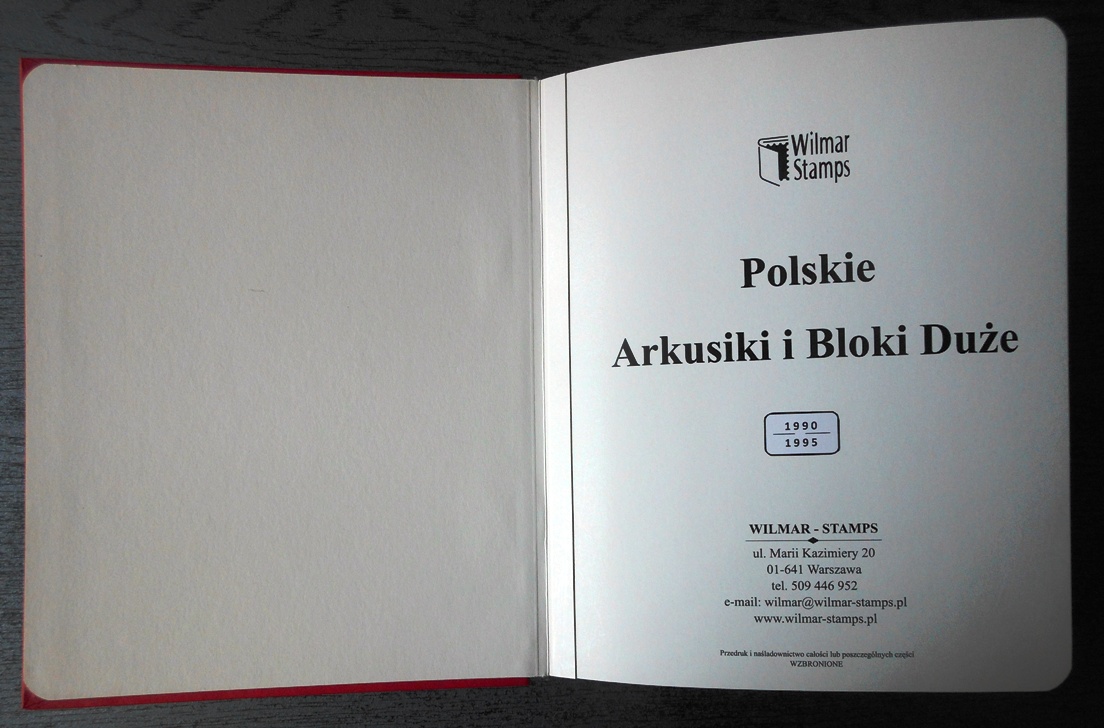 Wilmar
Stamps
Polskie
Arkusiki i Bloki Duże
1990
1995
WILMAR - STAMPS
ul. Marii Kazimiery 20
01-641 Warszawa
tel. 509 446 952
e-mail: wilmar@wilmar-stamps.pl
www.wilmar-stamps.pl
Przedruk i naśladownictwo całości lub poszczególnych części
WZBRONIONE